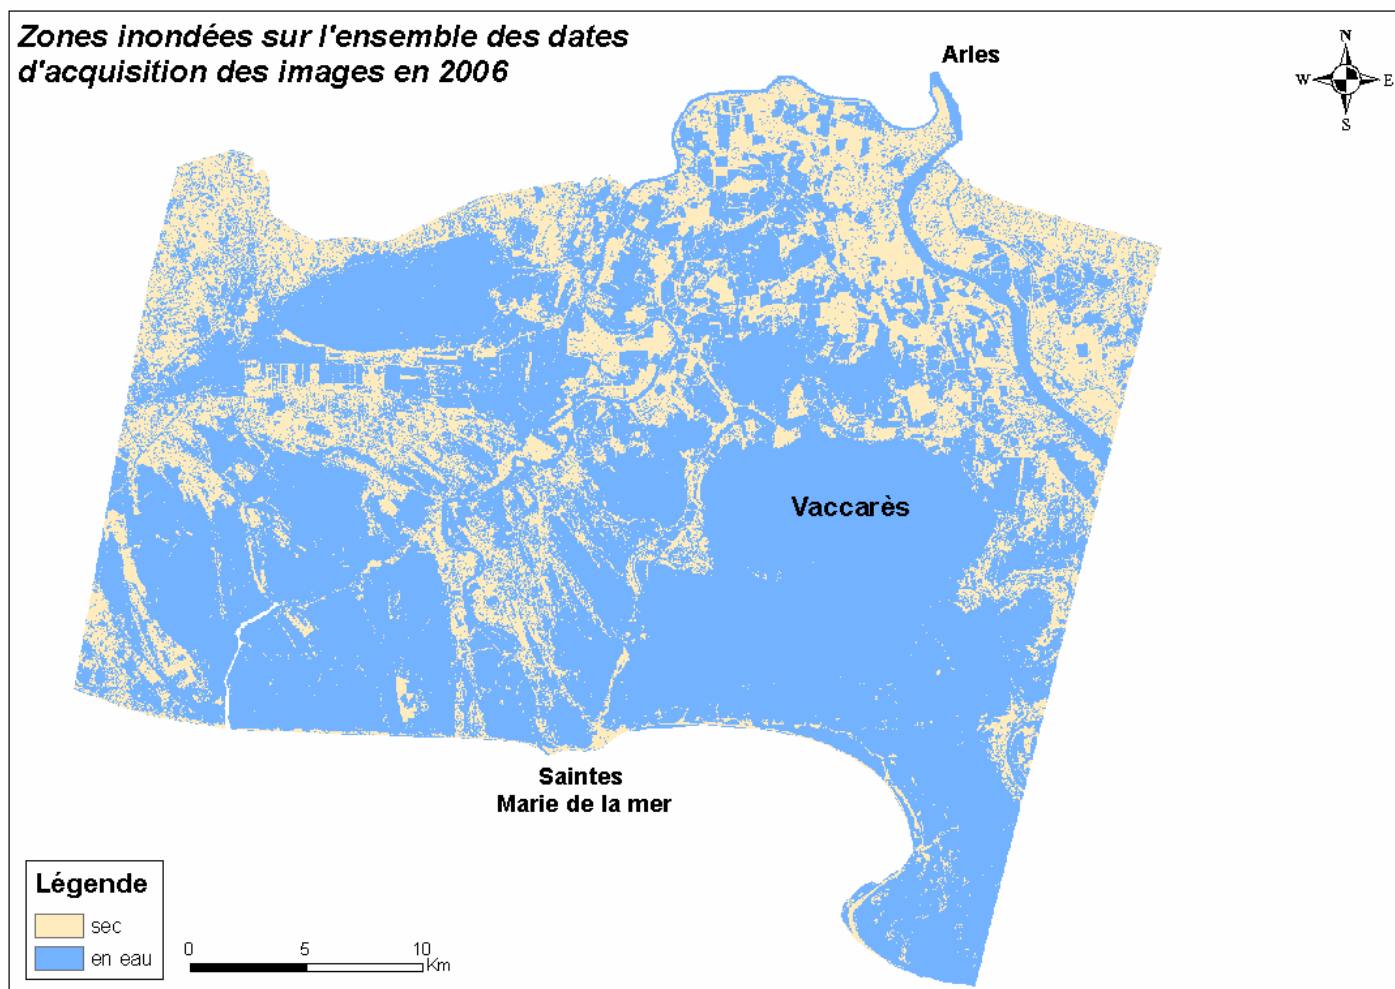 Zones inondées sur l'ensemble des dates
d'acquisition des images en 2006
Arles
N
W E
S
Vaccarès
Saintes
Marie de la mer
Légende
sec
en eau
0 5 10
Km